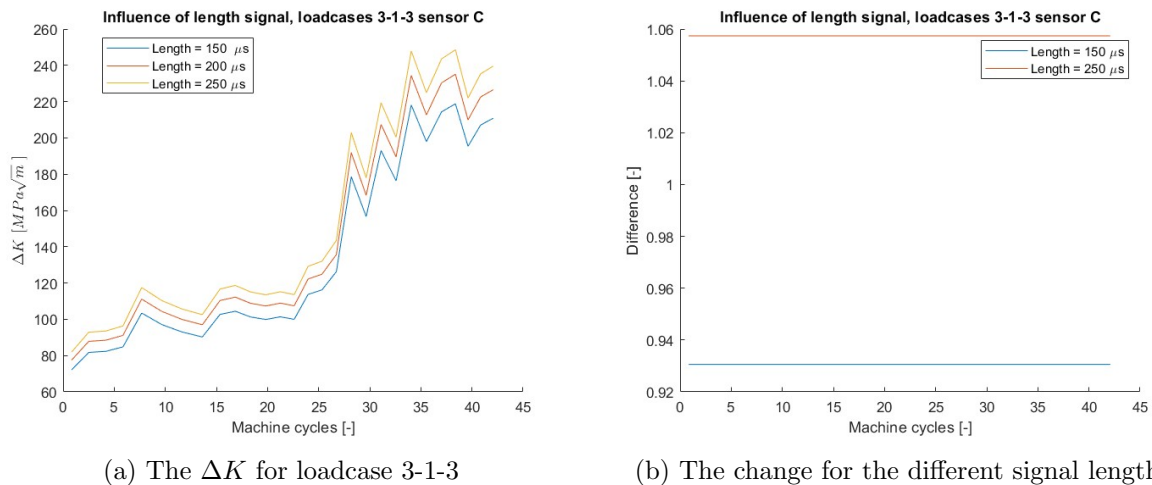 Influence of length signal, loadcases 3-1-3 sensor C
260
240
220
200
180
160
140
120
100
80
60
ΔK [MPa√m]
Length = 150 μs
Length = 200 μs
Length = 250 μs
0 5 10 15 20 25 30 35 40 45
Machine cycles [-]
(a) The ΔK for loadcase 3-1-3
Influence of length signal, loadcases 3-1-3 sensor C
1.06
1.04
1.02
1
0.98
0.96
0.94
0.92
Difference [-]
Length = 150 μs
Length = 250 μs
0 5 10 15 20 25 30 35 40 45
Machine cycles [-]
(b) The change for the different signal length